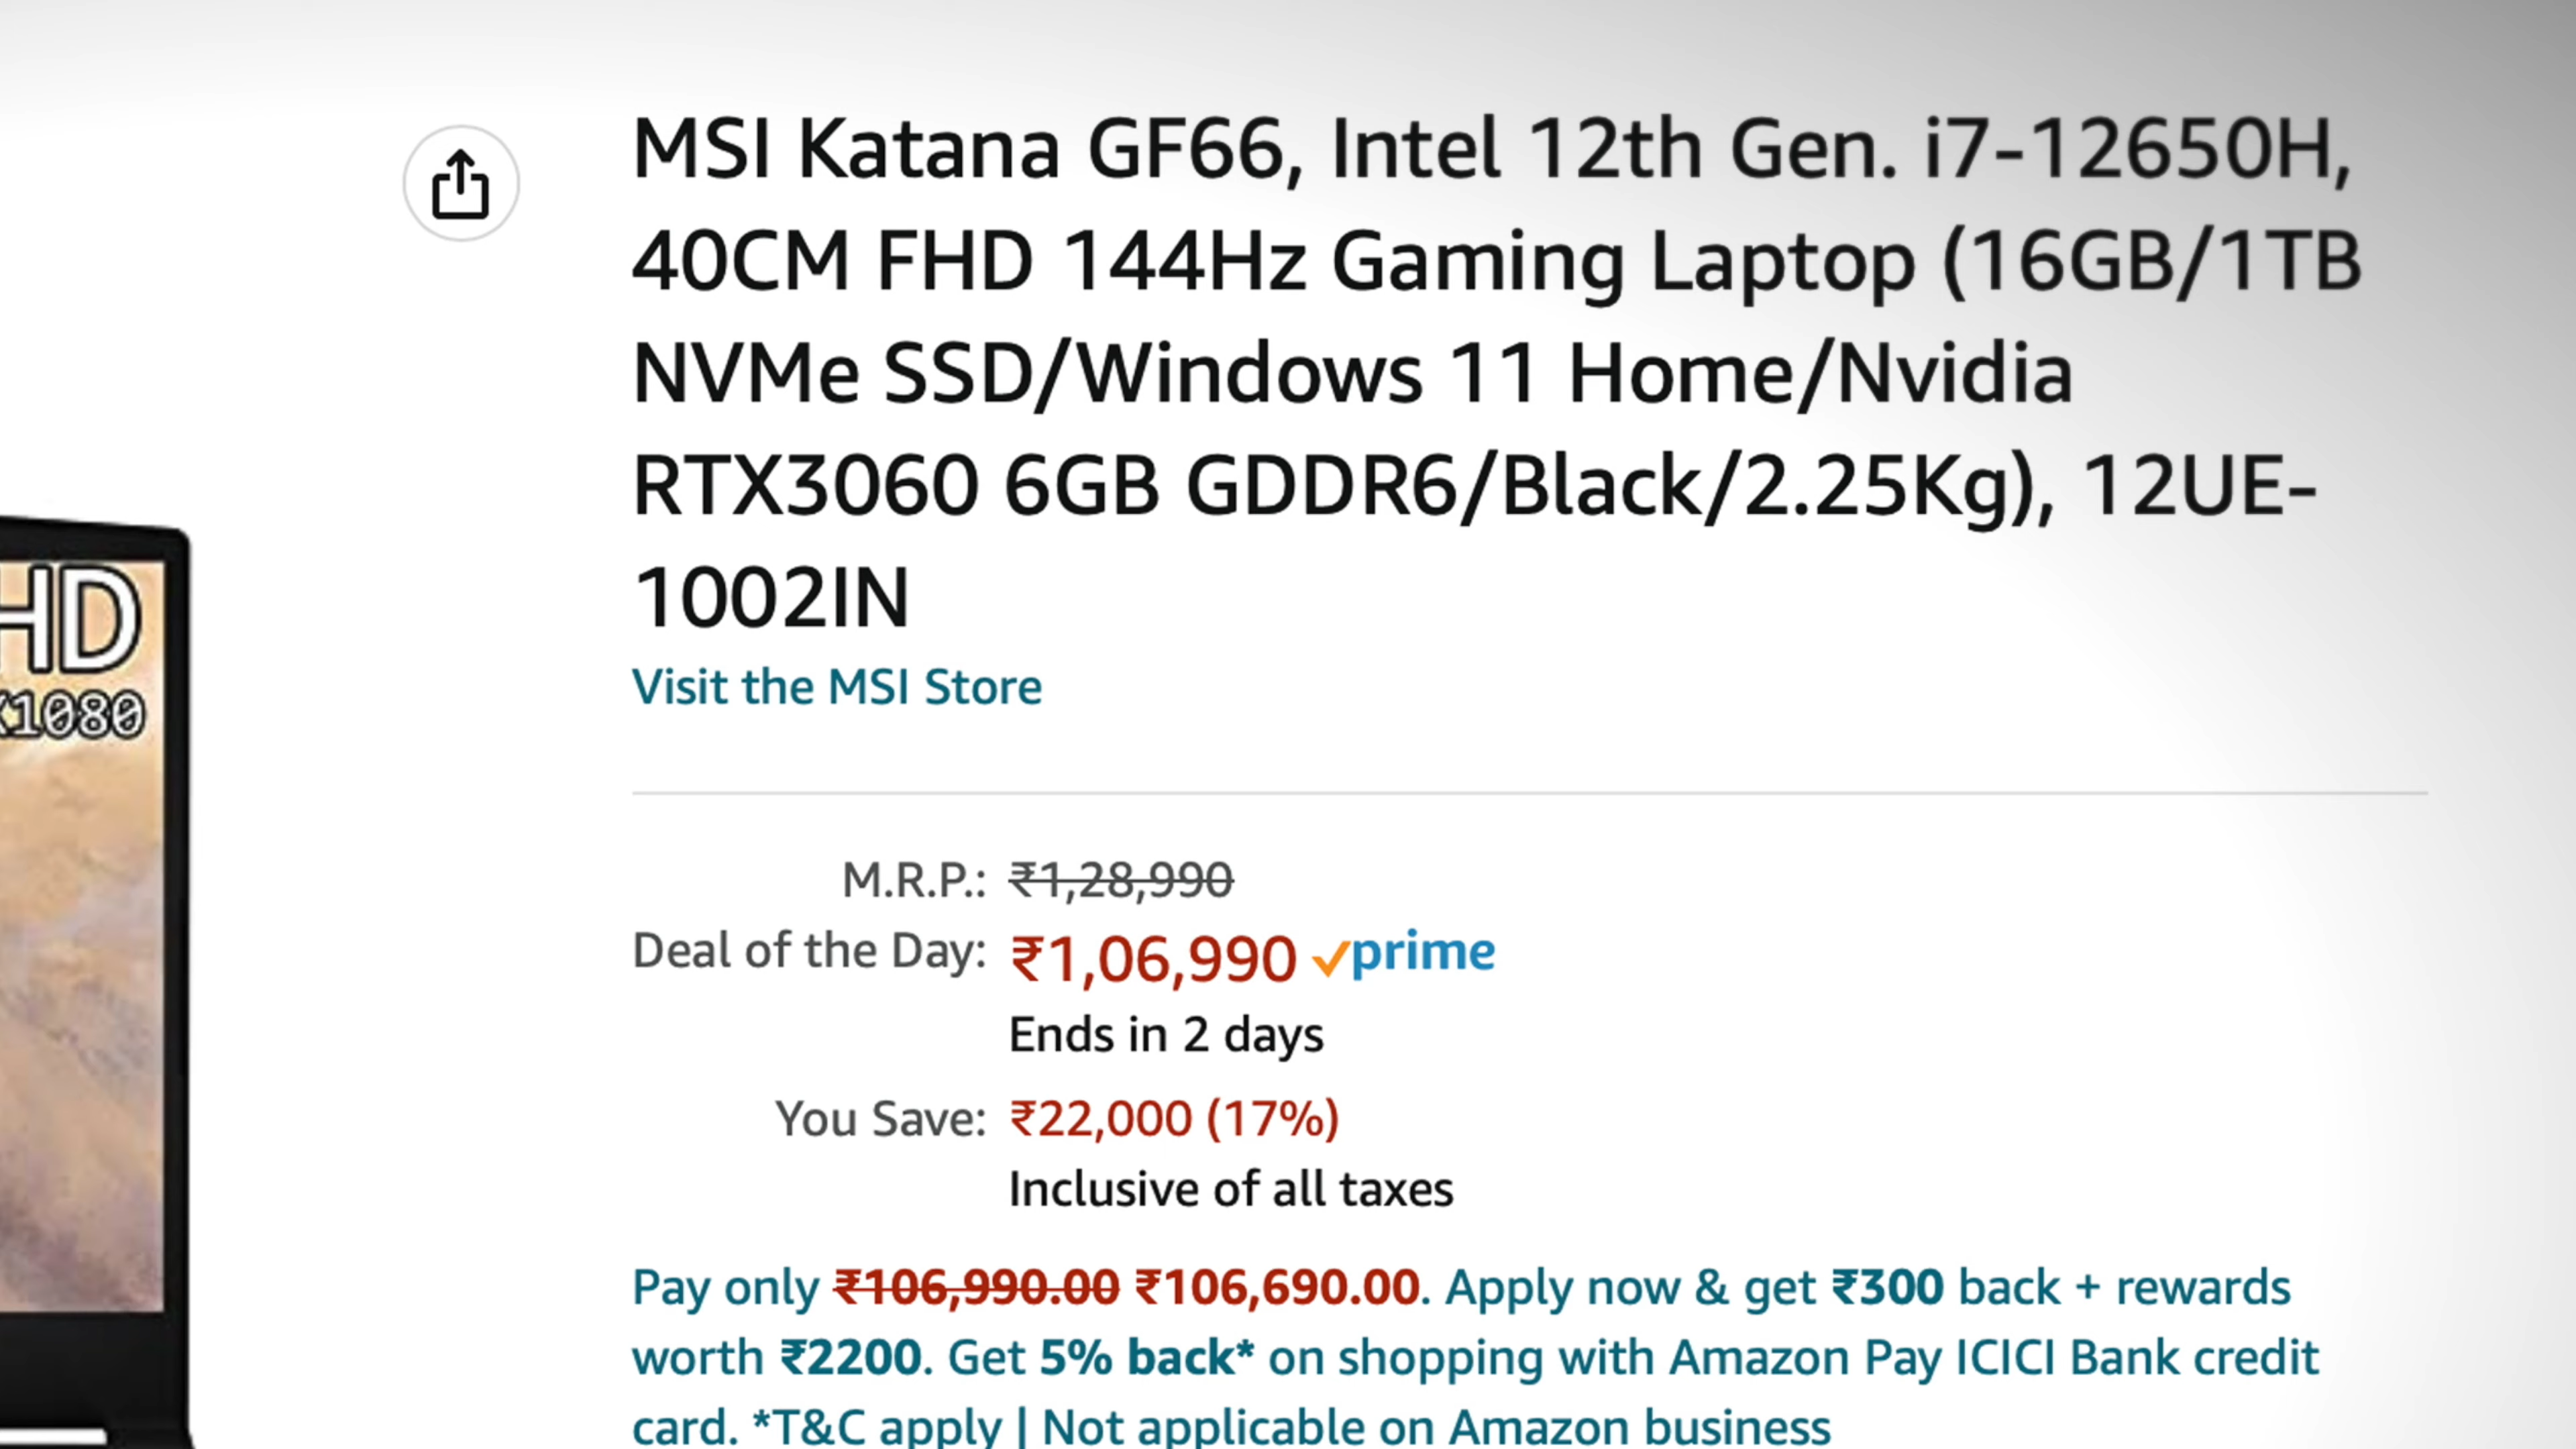 MSI Katana GF66, Intel 12th Gen. i7-12650H,
40CM FHD 144Hz Gaming Laptop (16GB/1TB
NVMe SSD/Windows 11 Home/Nvidia
RTX3060 6GB GDDR6/Black/2.25Kg), 12UE-
1002IN
Visit the MSI Store
HD
X1080
M.R.P.: ₹1,28,990
Deal of the Day: ₹1,06,990 prime
Ends in 2 days
You Save: ₹22,000 (17%)
Inclusive of all taxes
Pay only ₹106,990.00 ₹106,690.00. Apply now & get ₹300 back + rewards
worth ₹2200. Get 5% back* on shopping with Amazon Pay ICICI Bank credit
card. *T&C apply | Not applicable on Amazon business